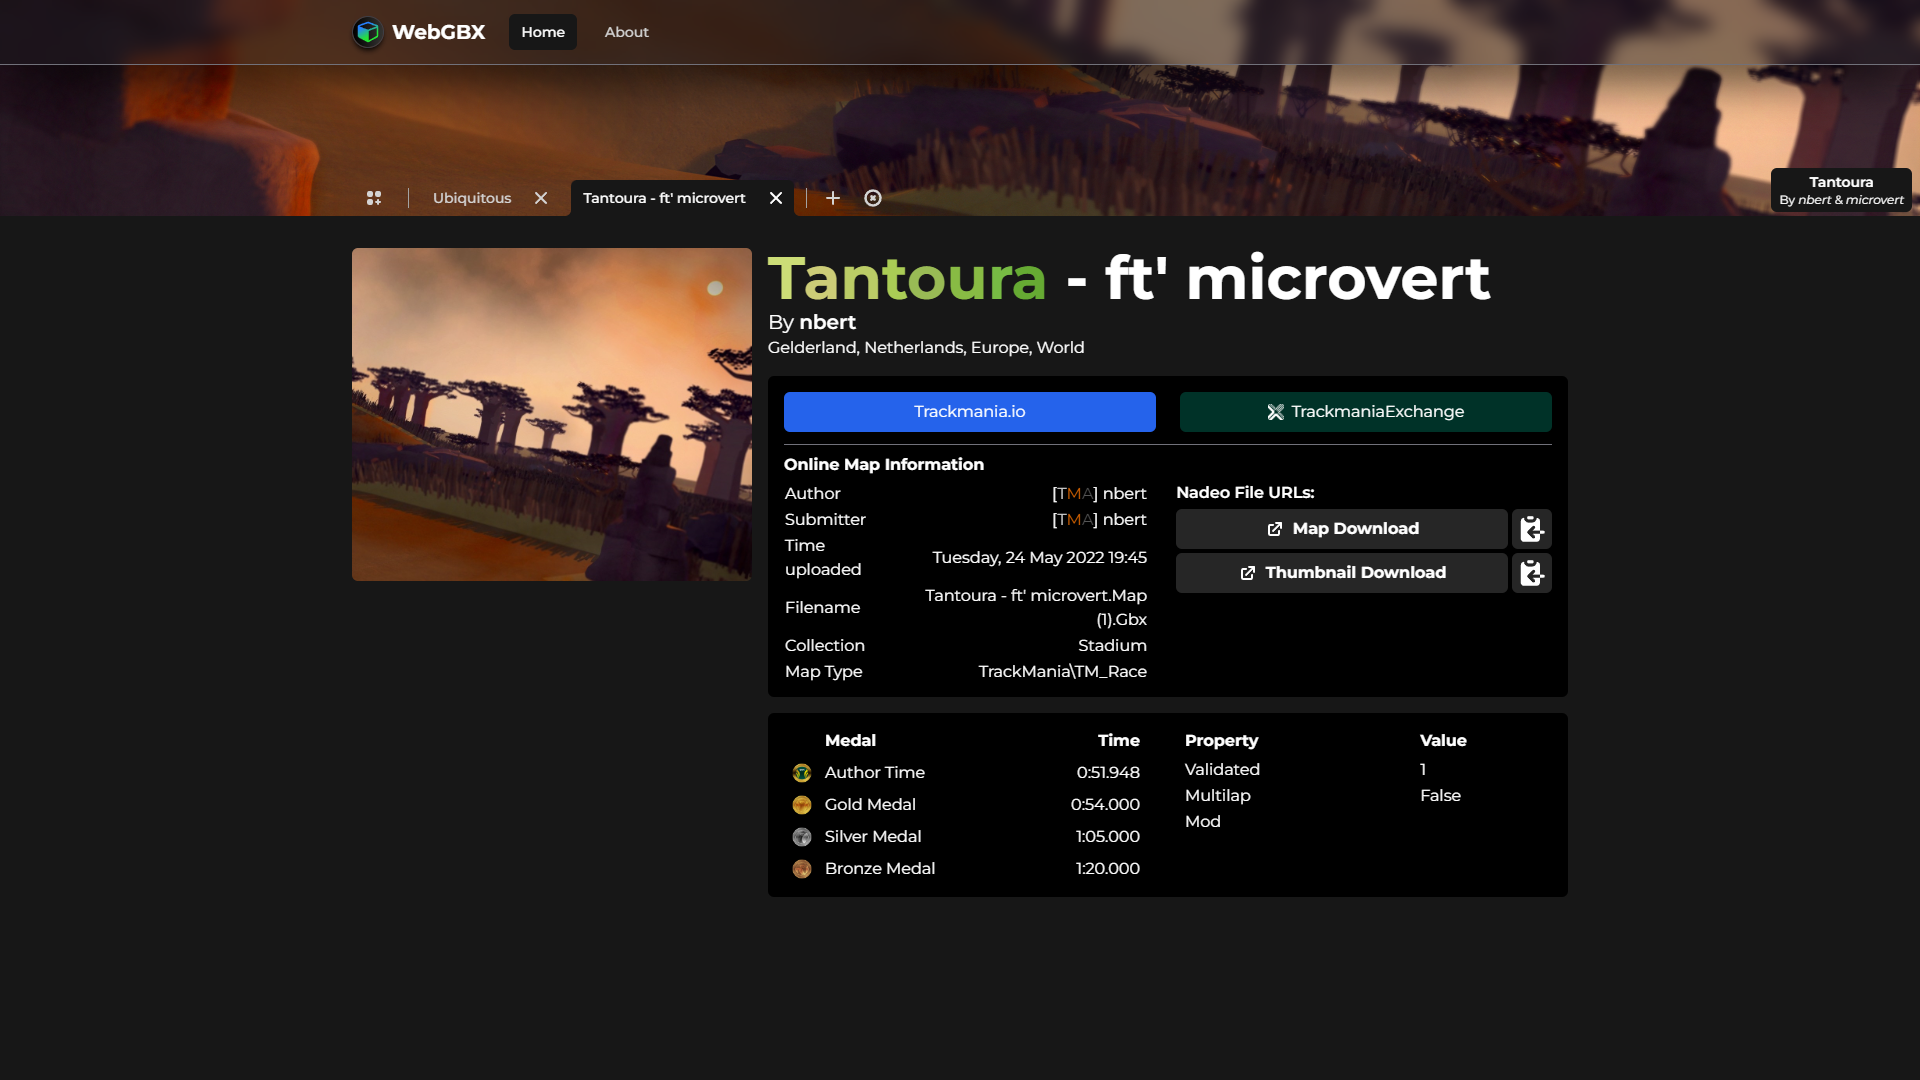 WebGBX
Home
About
Ubiquitous
Tantoura - ft' microvert
Tantoura
By nbert & microvert
Tantoura - ft' microvert
By nbert
Gelderland, Netherlands, Europe, World
Trackmania.io
TrackmaniaExchange
Online Map Information
Author [TMA] nbert
Submitter [TMA] nbert
Time
uploaded
Tuesday, 24 May 2022 19:45
Filename
Tantoura - ft' microvert.Map
(1).Gbx
Collection Stadium
Map Type TrackMania\TM_Race
Nadeo File URLs:
Map Download
Thumbnail Download
Medal Time
Author Time 0:51.948
Gold Medal 0:54.000
Silver Medal 1:05.000
Bronze Medal 1:20.000
Property Value
Validated 1
Multilap False
Mod